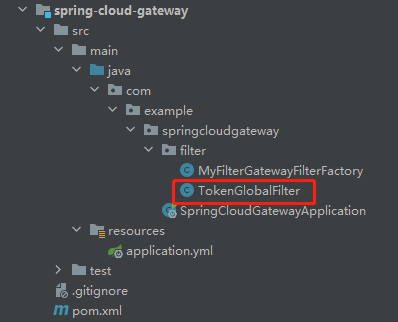 spring-cloud-gateway
src
main
java
com
example
springcloudgateway
filter
MyFilterGatewayFilterFactory
TokenGlobalFilter
SpringCloudGatewayApplication
resources
application.yml
test
.gitignore
pom.xml